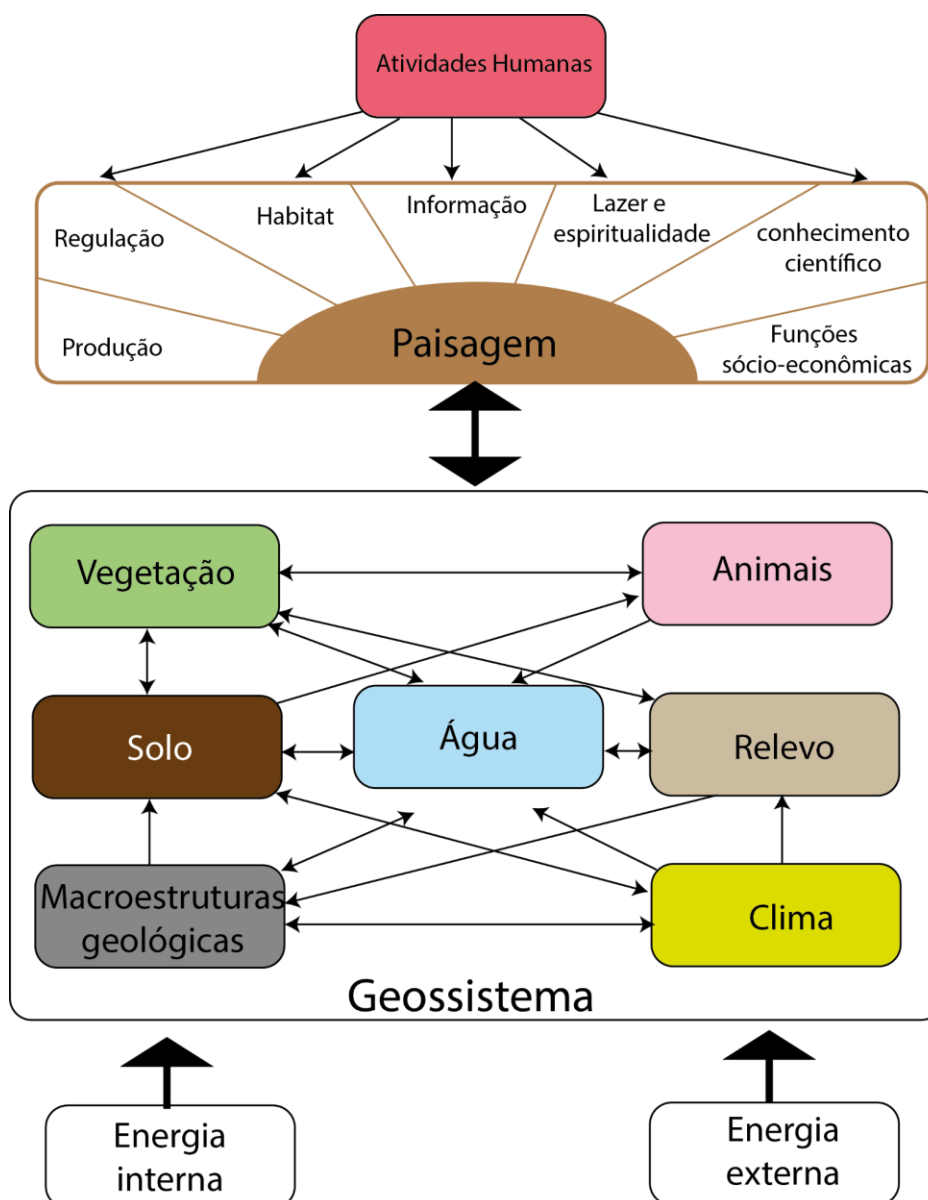 Atividades Humanas
Regulação
Habitat
Informação
Lazer e
espiritualidade
conhecimento
científico
Produção
Paisagem
Funções
sócio-econômicas
Vegetação
Animais
Solo
Água
Relevo
Macroestruturas
geológicas
Clima
Geossistema
Energia
interna
Energia
externa